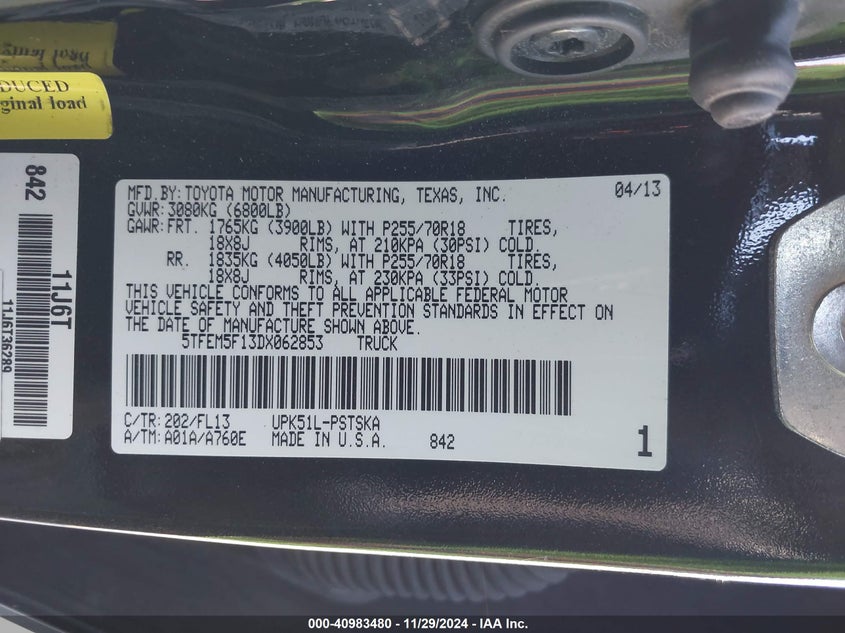 DUCED
ginal load
842
11J6T
11J6T36289
MFD.BY:TOYOTA MOTOR MANUFACTURING, TEXAS, INC. 04/13
GVWR:3080KG (6800LB)
GAWR:FRT. 1765KG (3900LB) WITH P255/70R18 TIRES,
18X8J RIMS, AT 210KPA (30PSI) COLD.
RR. 1835KG (4050LB) WITH P255/70R18 TIRES,
18X8J RIMS, AT 230KPA (33PSI) COLD.
THIS VEHICLE CONFORMS TO ALL APPLICABLE FEDERAL MOTOR
VEHICLE SAFETY AND THEFT PREVENTION STANDARDS IN EFFECT ON
THE DATE OF MANUFACTURE SHOWN ABOVE.
5TFEM5F13DX062853 TRUCK
C/TR:202/FL13 UPK51L-PSTSKA
A/TM:A01A/A760E MADE IN U.S.A. 842 1
000-40983480 - 11/29/2024 - IAA Inc.